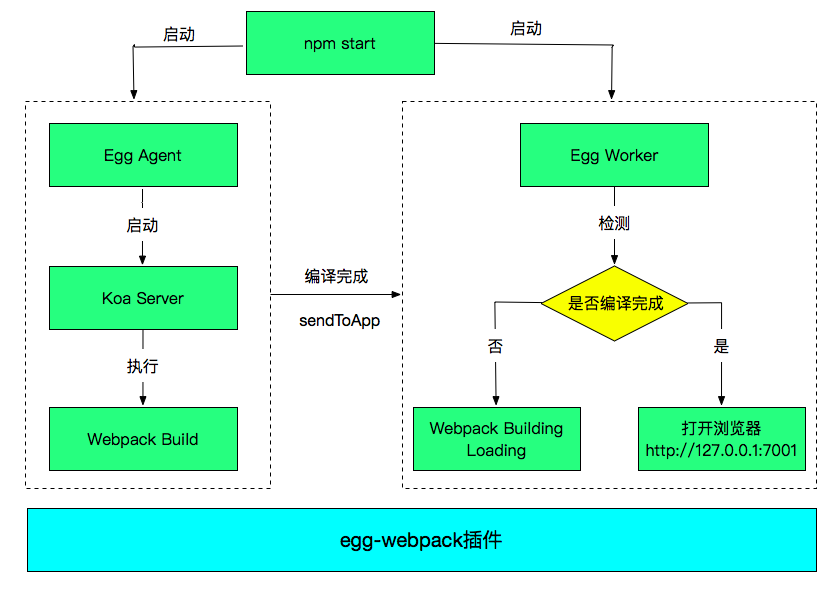 启动
npm start
启动
Egg Agent
启动
Koa Server
执行
Webpack Build
编译完成
sendToApp
Egg Worker
检测
是否编译完成
否
是
Webpack Building
Loading
打开浏览器
http://127.0.0.1:7001
egg-webpack插件